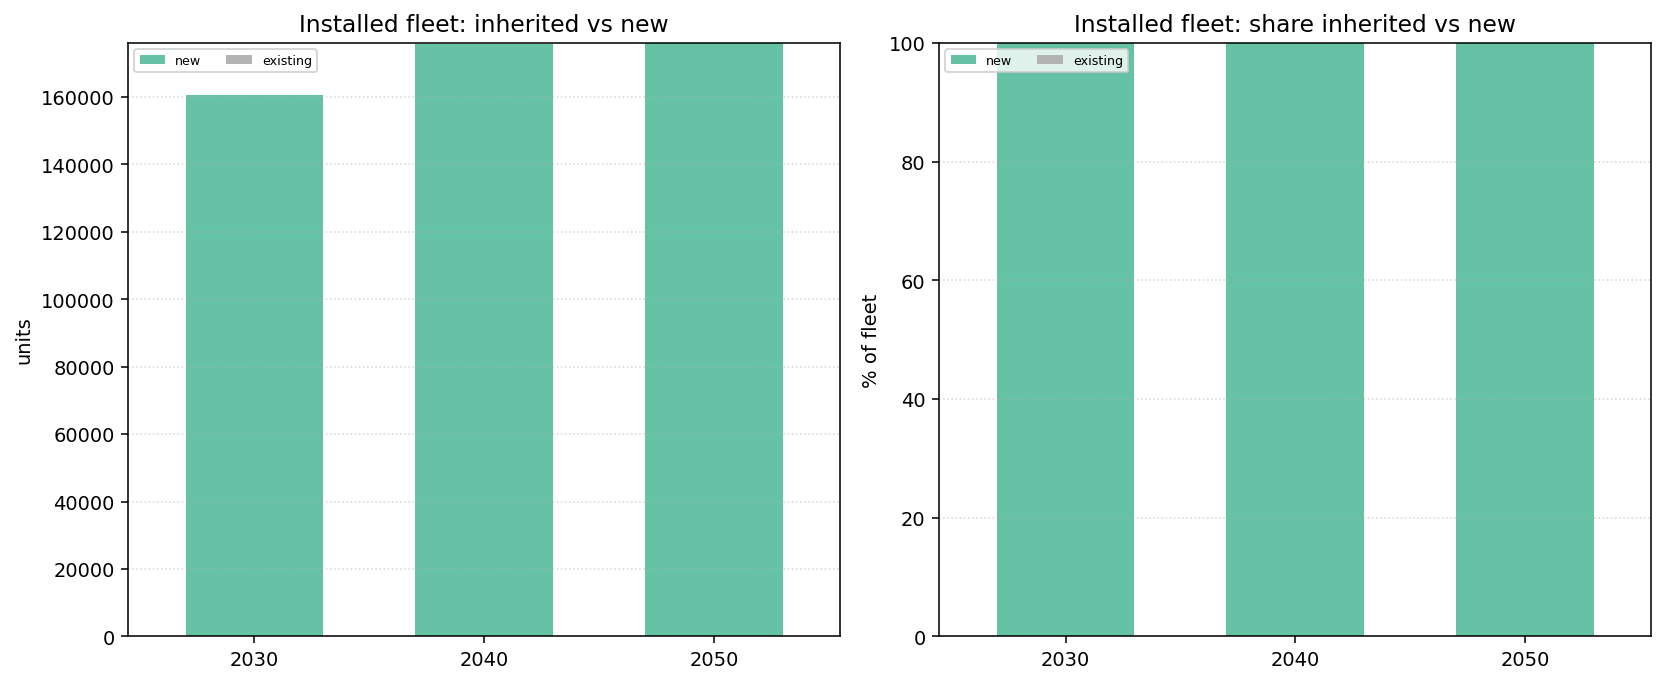 Installed fleet: inherited vs new
new existing
160000
140000
120000
100000
80000
60000
40000
20000
0
units
2030 2040 2050
Installed fleet: share inherited vs new
new existing
100
80
60
40
20
0
% of fleet
2030 2040 2050